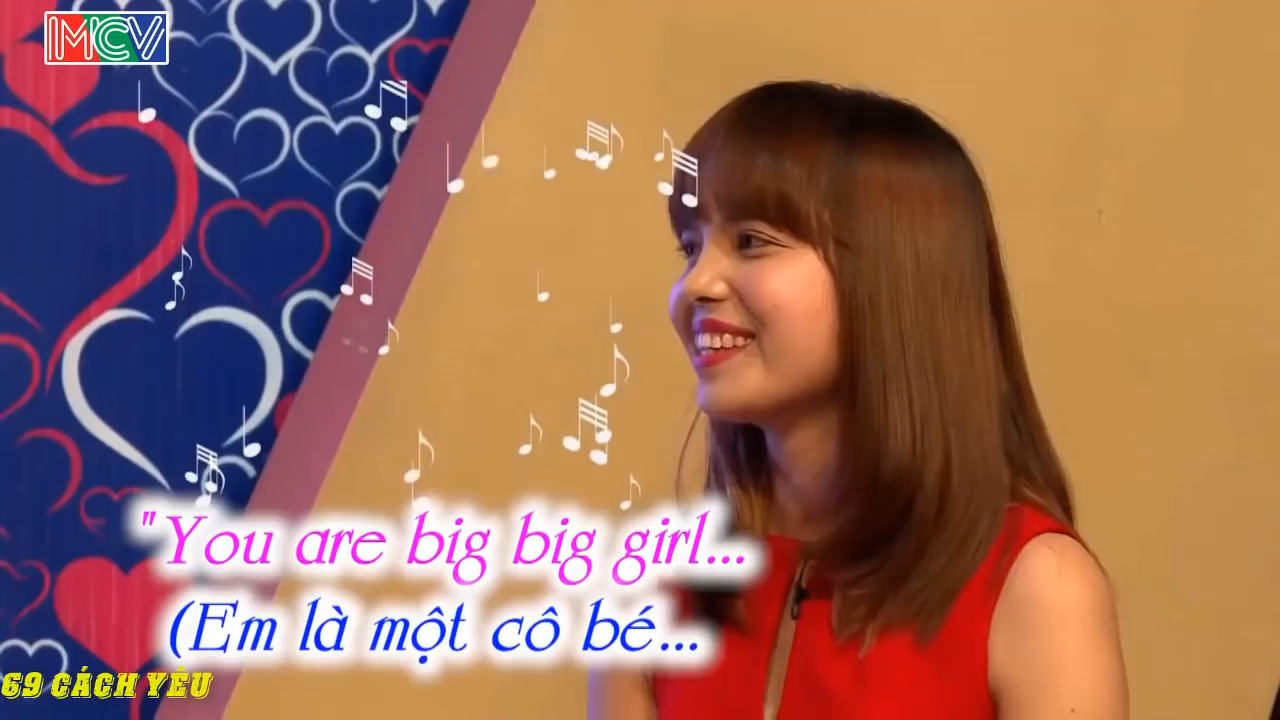 MCV
"You are big big girl...
(Em là một cô bé...
69 CÁCH YÊU